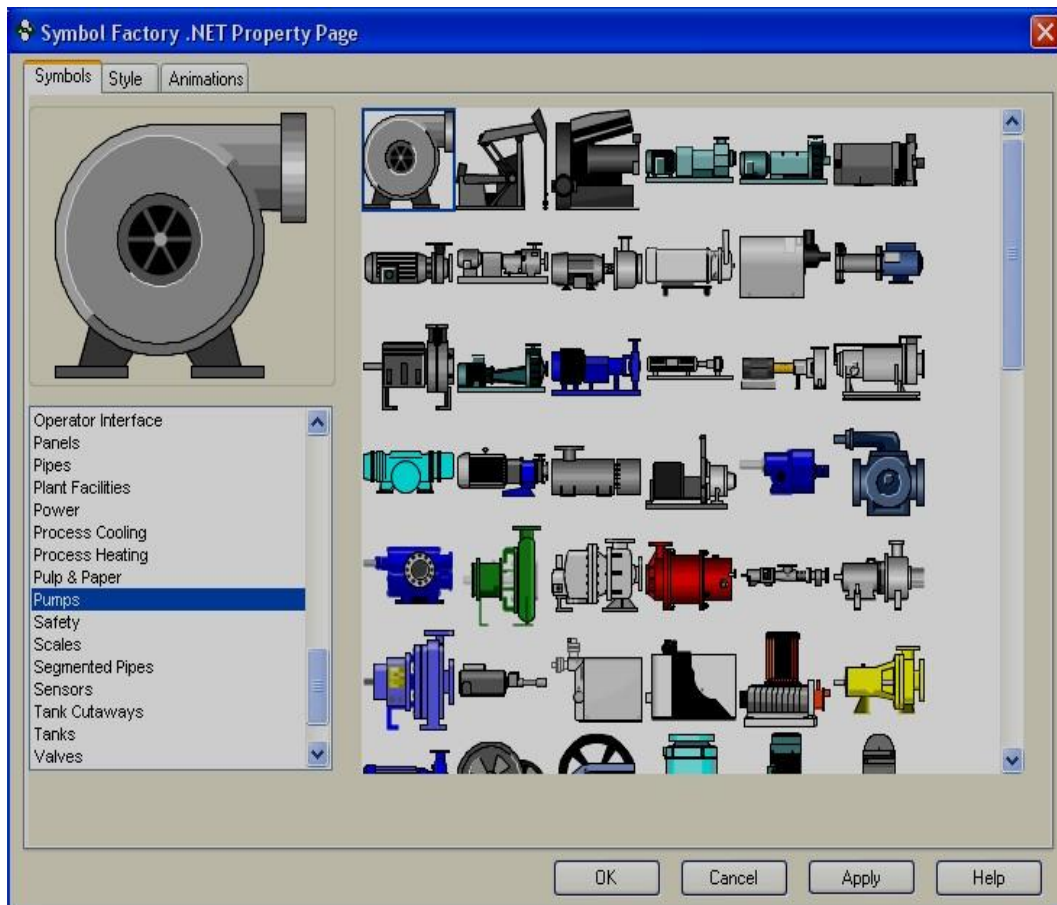 Symbol Factory .NET Property Page
Symbols Style Animations
Operator Interface
Panels
Pipes
Plant Facilities
Power
Process Cooling
Process Heating
Pulp & Paper
Pumps
Safety
Scales
Segmented Pipes
Sensors
Tank Cutaways
Tanks
Valves
OK Cancel Apply Help